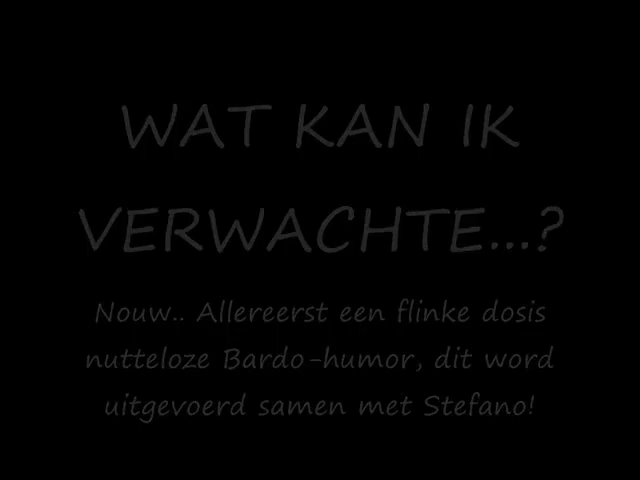 WAT KAN IK
VERWACHTE...?
Nouw.. Allereerst een flinke dosis
nutteloze Bardo-humor, dit word
uitgevoerd samen met Stefano!